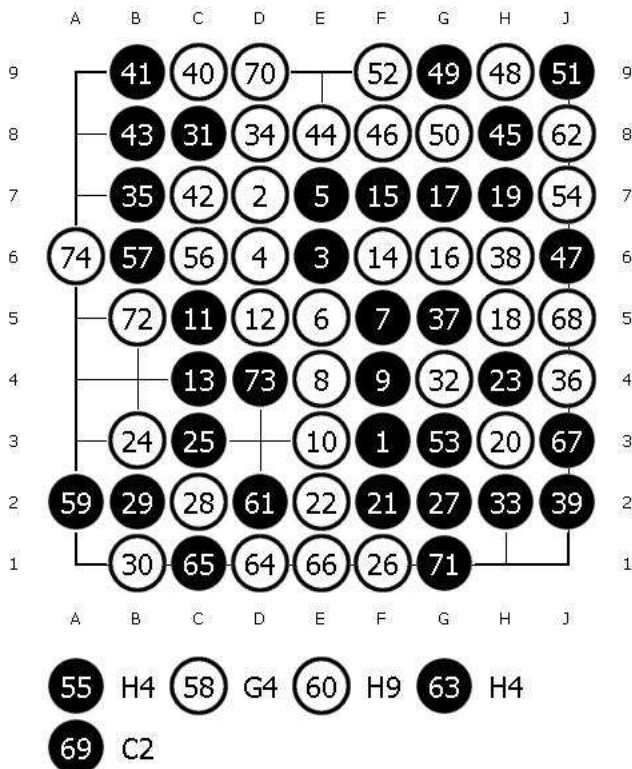 A B C D E F G H J
9 41 40 70 52 49 48 51 9
8 43 31 34 44 46 50 45 62 8
7 35 42 2 5 15 17 19 54 7
6 74 57 56 4 3 14 16 38 47 6
5 72 11 12 6 7 37 18 68 5
4 13 73 8 9 32 23 36 4
3 24 25 10 1 53 20 67 3
2 59 29 28 61 22 21 27 33 39 2
1 30 65 64 66 26 71 1
A B C D E F G H J
55 H4 58 G4 60 H9 63 H4
69 C2